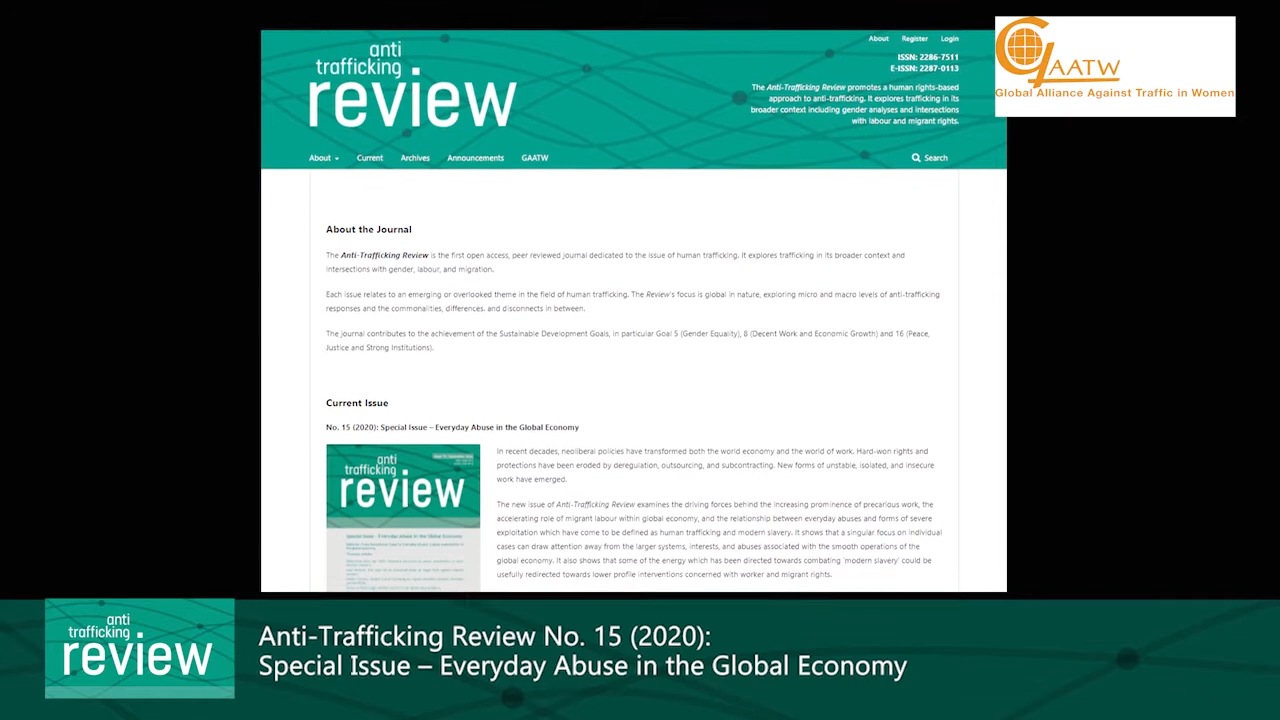 anti
trafficking
review
About Register Login
ISSN: 2286-7511
E-ISSN: 2287-0113
The Anti-Trafficking Review promotes a human rights-based
approach to anti-trafficking. It explores trafficking in its
broader context including gender analyses and intersections
with labour and migrant rights.
About Current Archives Announcements GAATW
Search
GAATW
Global Alliance Against Traffic in Women
About the Journal
The Anti-Trafficking Review is the first open access, peer reviewed journal dedicated to the issue of human trafficking. It explores trafficking in its broader context and
intersections with gender, labour, and migration.
Each issue relates to an emerging or overlooked theme in the field of human trafficking. The Review's focus is global in nature, exploring micro and macro levels of anti-trafficking
responses and the commonalities, differences. and disconnects in between.
The journal contributes to the achievement of the Sustainable Development Goals, in particular Goal 5 (Gender Equality), 8 (Decent Work and Economic Growth) and 16 (Peace,
Justice and Strong Institutions).
Current Issue
No. 15 (2020): Special Issue – Everyday Abuse in the Global Economy
anti
trafficking
review
Special Issue – Everyday Abuse in the Global Economy
In recent decades, neoliberal policies have transformed both the world economy and the world of work. Hard-won rights and
protections have been eroded by deregulation, outsourcing, and subcontracting. New forms of unstable, isolated, and insecure
work have emerged.
The new issue of Anti-Trafficking Review examines the driving forces behind the increasing prominence of precarious work, the
accelerating role of migrant labour within global economy, and the relationship between everyday abuses and forms of severe
exploitation which have come to be defined as human trafficking and modern slavery. It shows that a singular focus on individual
cases can draw attention away from the larger systems, interests, and abuses associated with the smooth operations of the
global economy. It also shows that some of the energy which has been directed towards combating 'modern slavery' could be
usefully redirected towards lower profile interventions concerned with worker and migrant rights.
anti
trafficking
review
Anti-Trafficking Review No. 15 (2020):
Special Issue – Everyday Abuse in the Global Economy